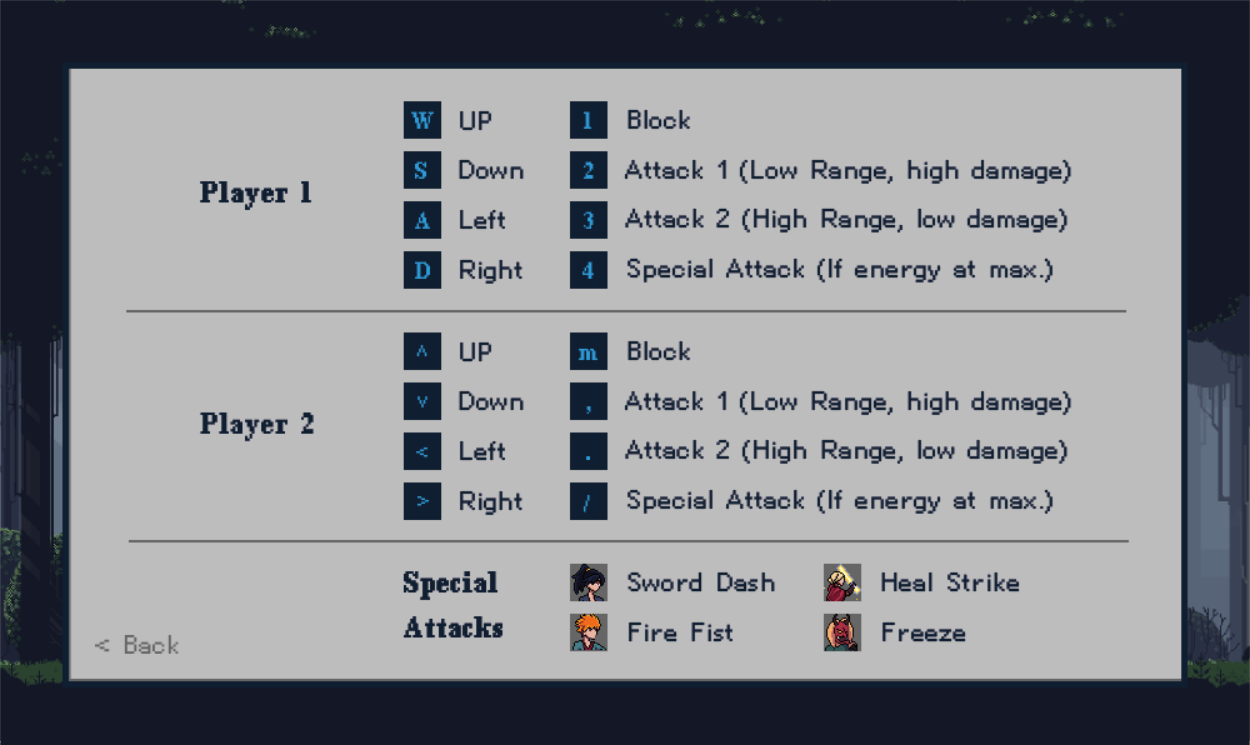 W UP 1 Block
S Down 2 Attack 1 (Low Range, high damage)
Player 1
A Left 3 Attack 2 (High Range, low damage)
D Right 4 Special Attack (If energy at max.)
^ UP m Block
v Down , Attack 1 (Low Range, high damage)
Player 2
< Left . Attack 2 (High Range, low damage)
> Right / Special Attack (If energy at max.)
Special Sword Dash Heal Strike
Attacks Fire Fist Freeze
< Back